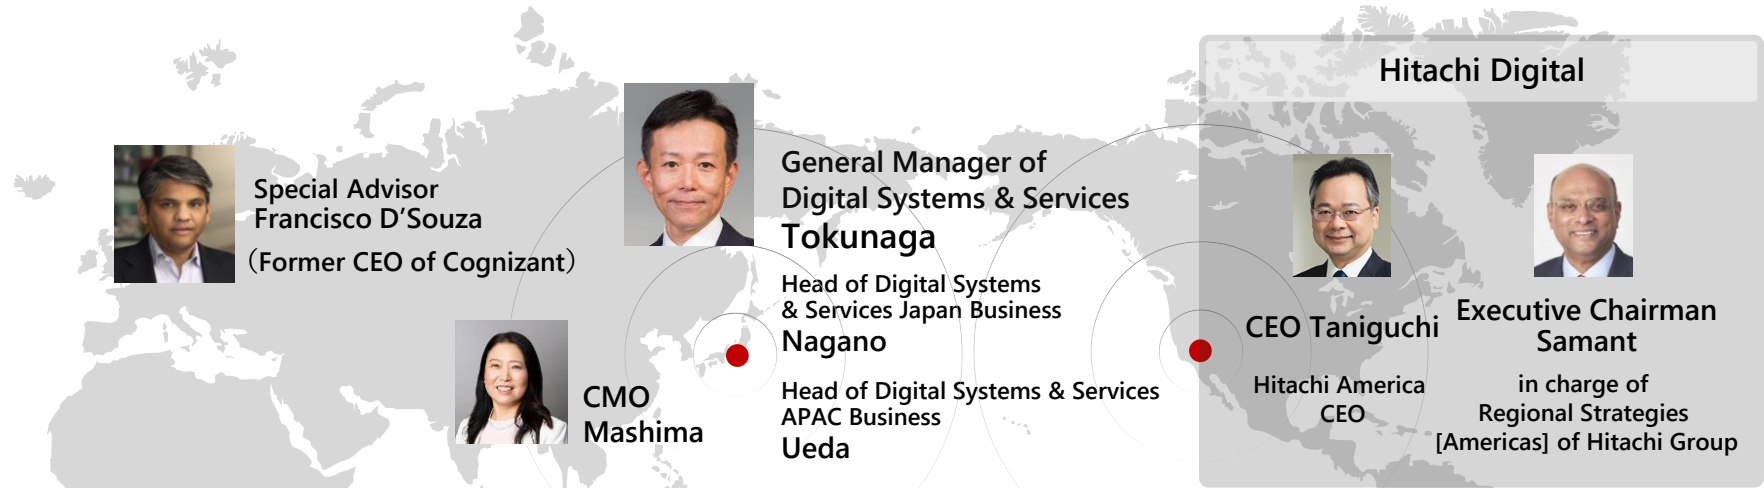 Hitachi Digital
Special Advisor
Francisco D’Souza
（Former CEO of Cognizant）
CMO
Mashima
General Manager of
Digital Systems & Services
Tokunaga
Head of Digital Systems
& Services Japan Business
Nagano
Head of Digital Systems & Services
APAC Business
Ueda
CEO Taniguchi
Hitachi America
CEO
Executive Chairman
Samant
in charge of
Regional Strategies
[Americas] of Hitachi Group